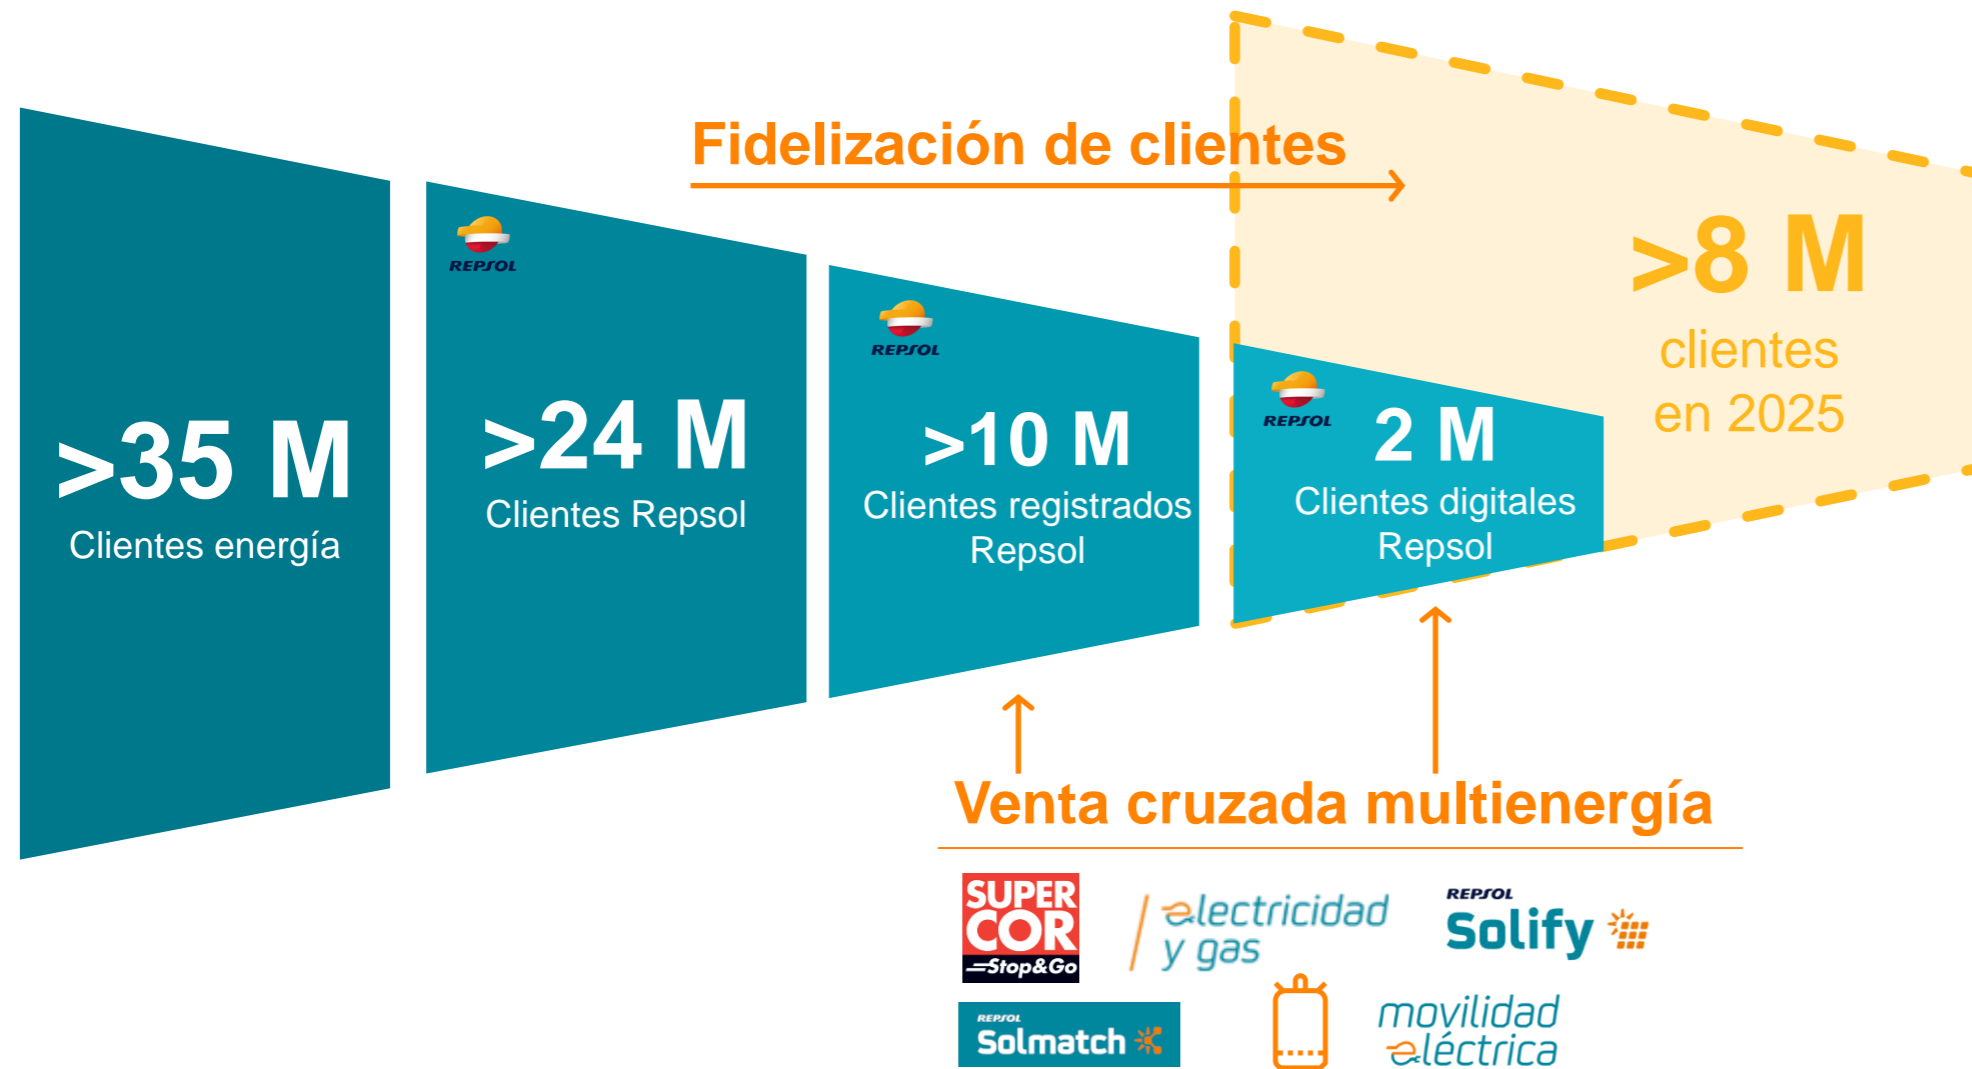 Fidelización de clientes
>35 M
Clientes energía
REPSOL
>24 M
Clientes Repsol
REPSOL
>10 M
Clientes registrados
Repsol
REPSOL
2 M
Clientes digitales
Repsol
>8 M
clientes
en 2025
Venta cruzada multienergía
SUPER
COR
Stop&Go
electricidad
y gas
REPSOL
Solify
REPSOL
Solmatch
movilidad
eléctrica